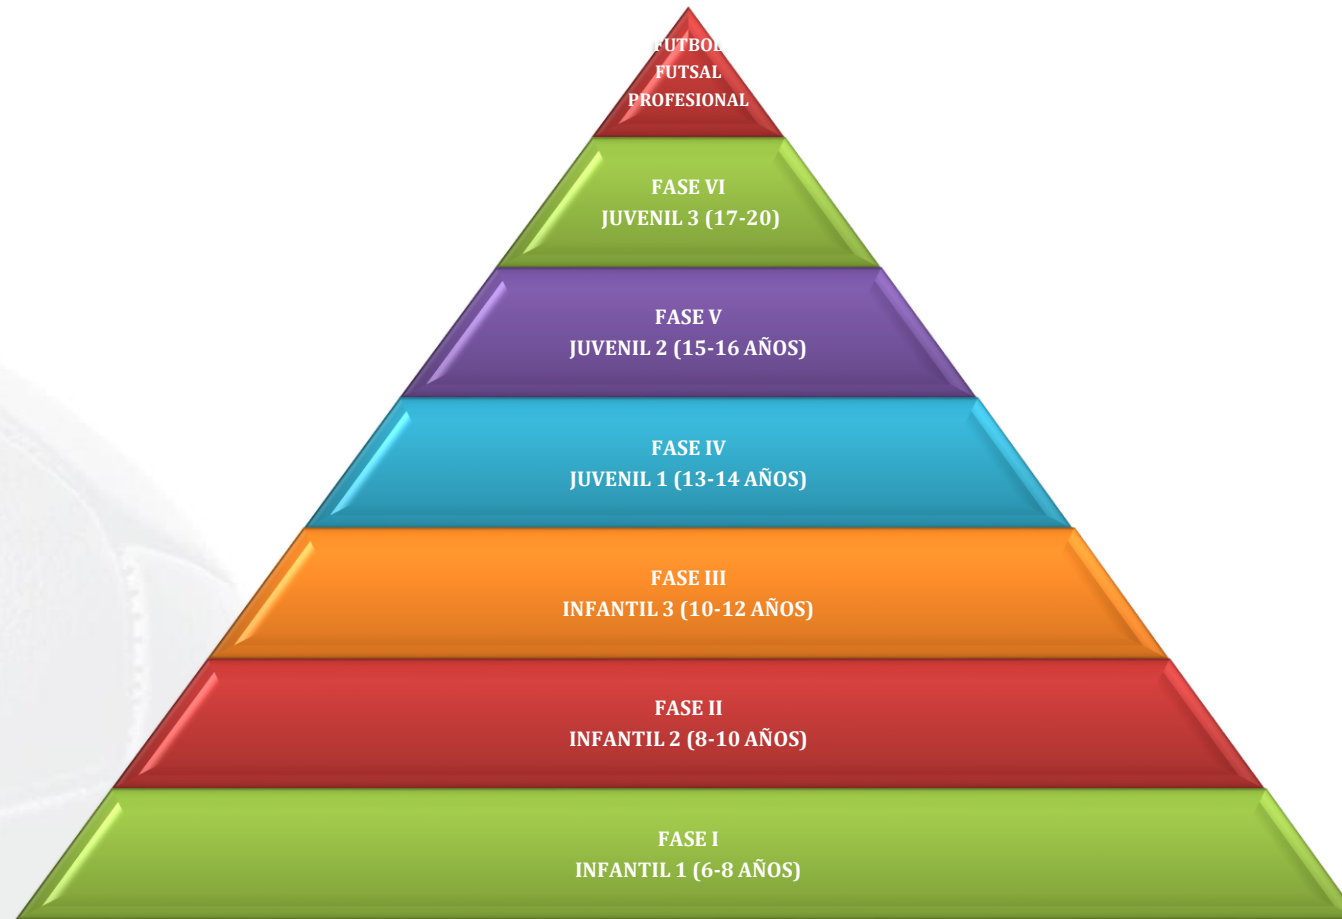 FUTBOL
FUTSAL
PROFESIONAL
FASE VI
JUVENIL 3 (17-20)
FASE V
JUVENIL 2 (15-16 AÑOS)
FASE IV
JUVENIL 1 (13-14 AÑOS)
FASE III
INFANTIL 3 (10-12 AÑOS)
FASE II
INFANTIL 2 (8-10 AÑOS)
FASE I
INFANTIL 1 (6-8 AÑOS)